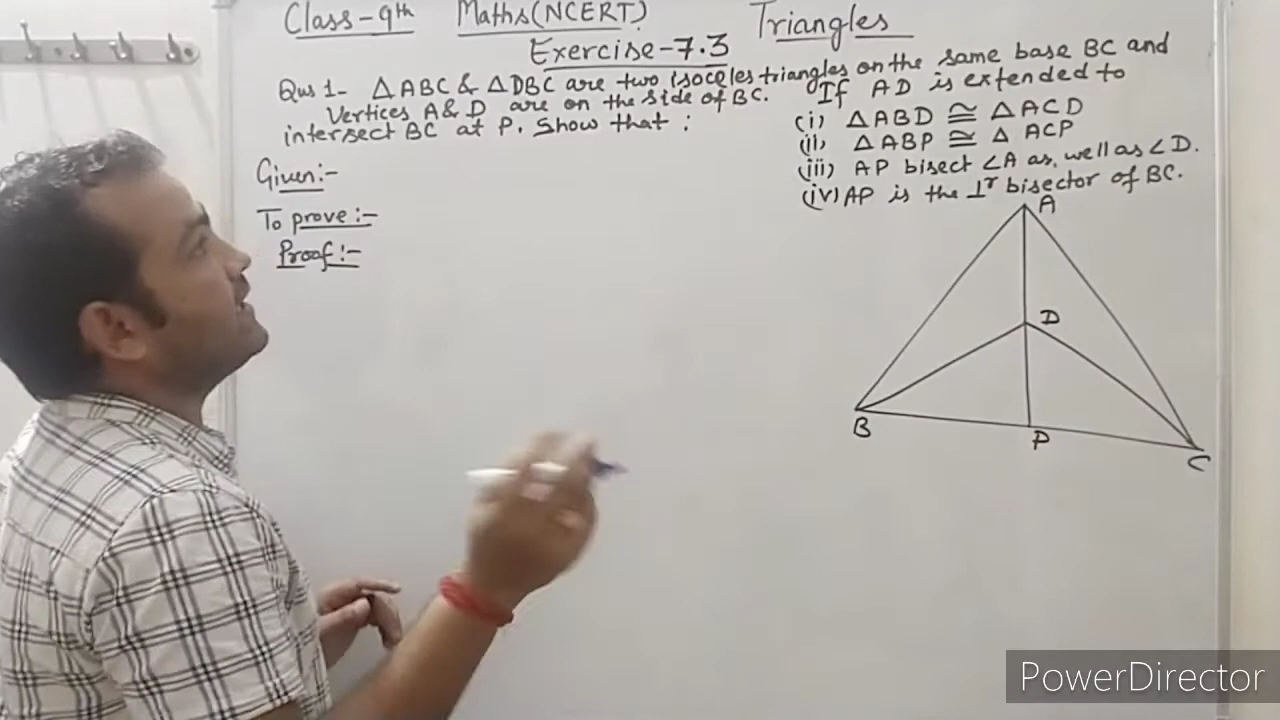 Class-9th Maths(NCERT) Triangles
Exercise-7.3
Qus 1- △ABC & △DBC are two isoceles triangles on the same base BC and
Vertices A & D are on the side of BC. If AD is extended to
intersect BC at P. Show that :
(i) △ABD ≅ △ACD
(ii) △ABP ≅ △ACP
(iii) AP bisect ∠A as well as ∠D.
(iv) AP is the ⊥r bisector of BC.
Given:-
To prove:-
Proof:-
A
D
B
P
C
PowerDirector